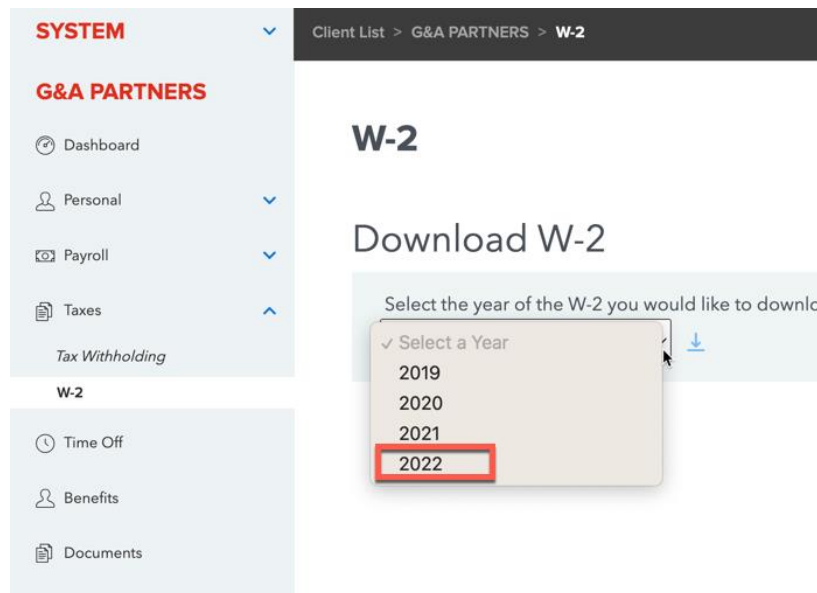 SYSTEM
G&A PARTNERS
Dashboard
Personal
Payroll
Taxes
Tax Withholding
W-2
Time Off
Benefits
Documents
Client List > G&A PARTNERS > W-2
W-2
Download W-2
Select the year of the W-2 you would like to downlo
✓ Select a Year
2019
2020
2021
2022